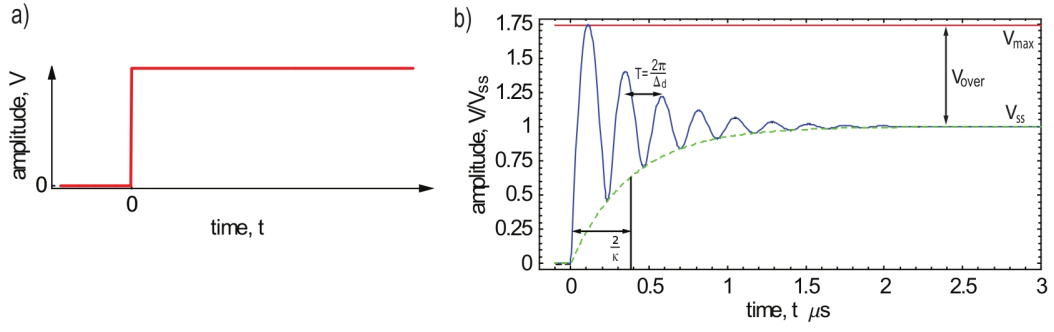 a)
amplitude, V
0
0
time, t
b)
amplitude, V/Vss
1.75
1.5
1.25
1
0.75
0.5
0.25
0
Vmax
T=2π/Δd
Vover
Vss
2/κ
0
0.5
1
1.5
2
2.5
3
time, t μs